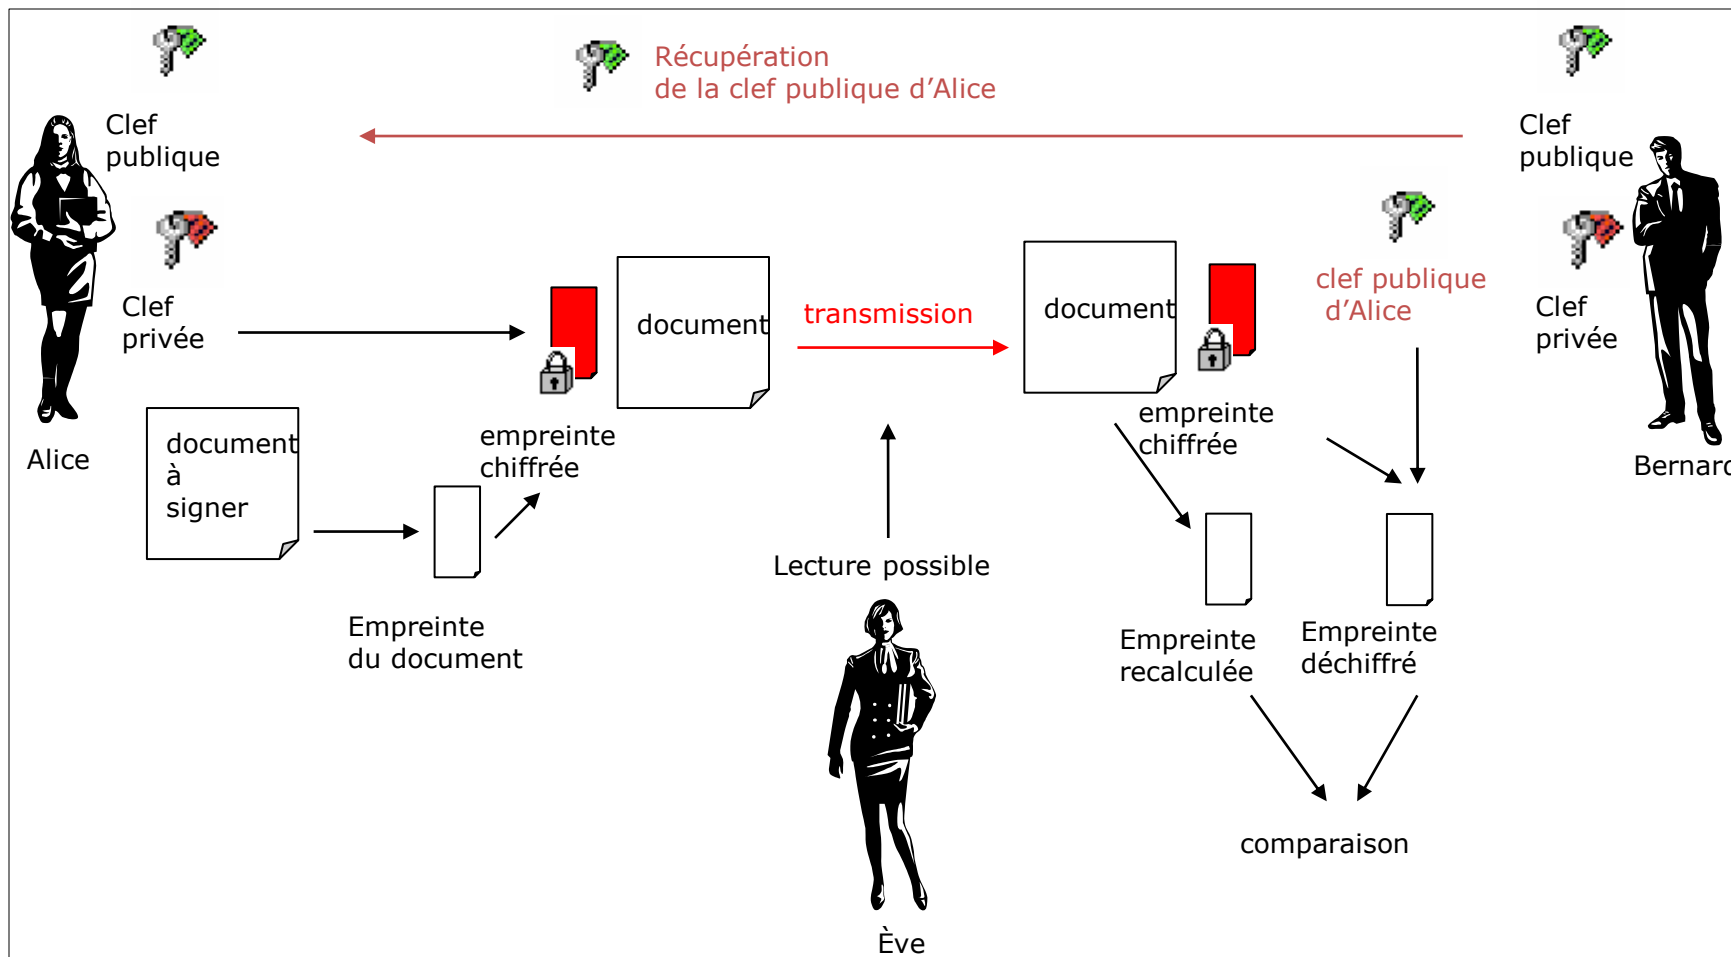 Récupération
de la clef publique d'Alice
Clef
publique
Clef
publique
Clef
privée
clef publique
d'Alice
Clef
privée
transmission
document
document
Alice
document
à
signer
empreinte
chiffrée
empreinte
chiffrée
Bernard
Lecture possible
Empreinte
du document
Empreinte
recalculée
Empreinte
déchiffré
comparaison
Ève